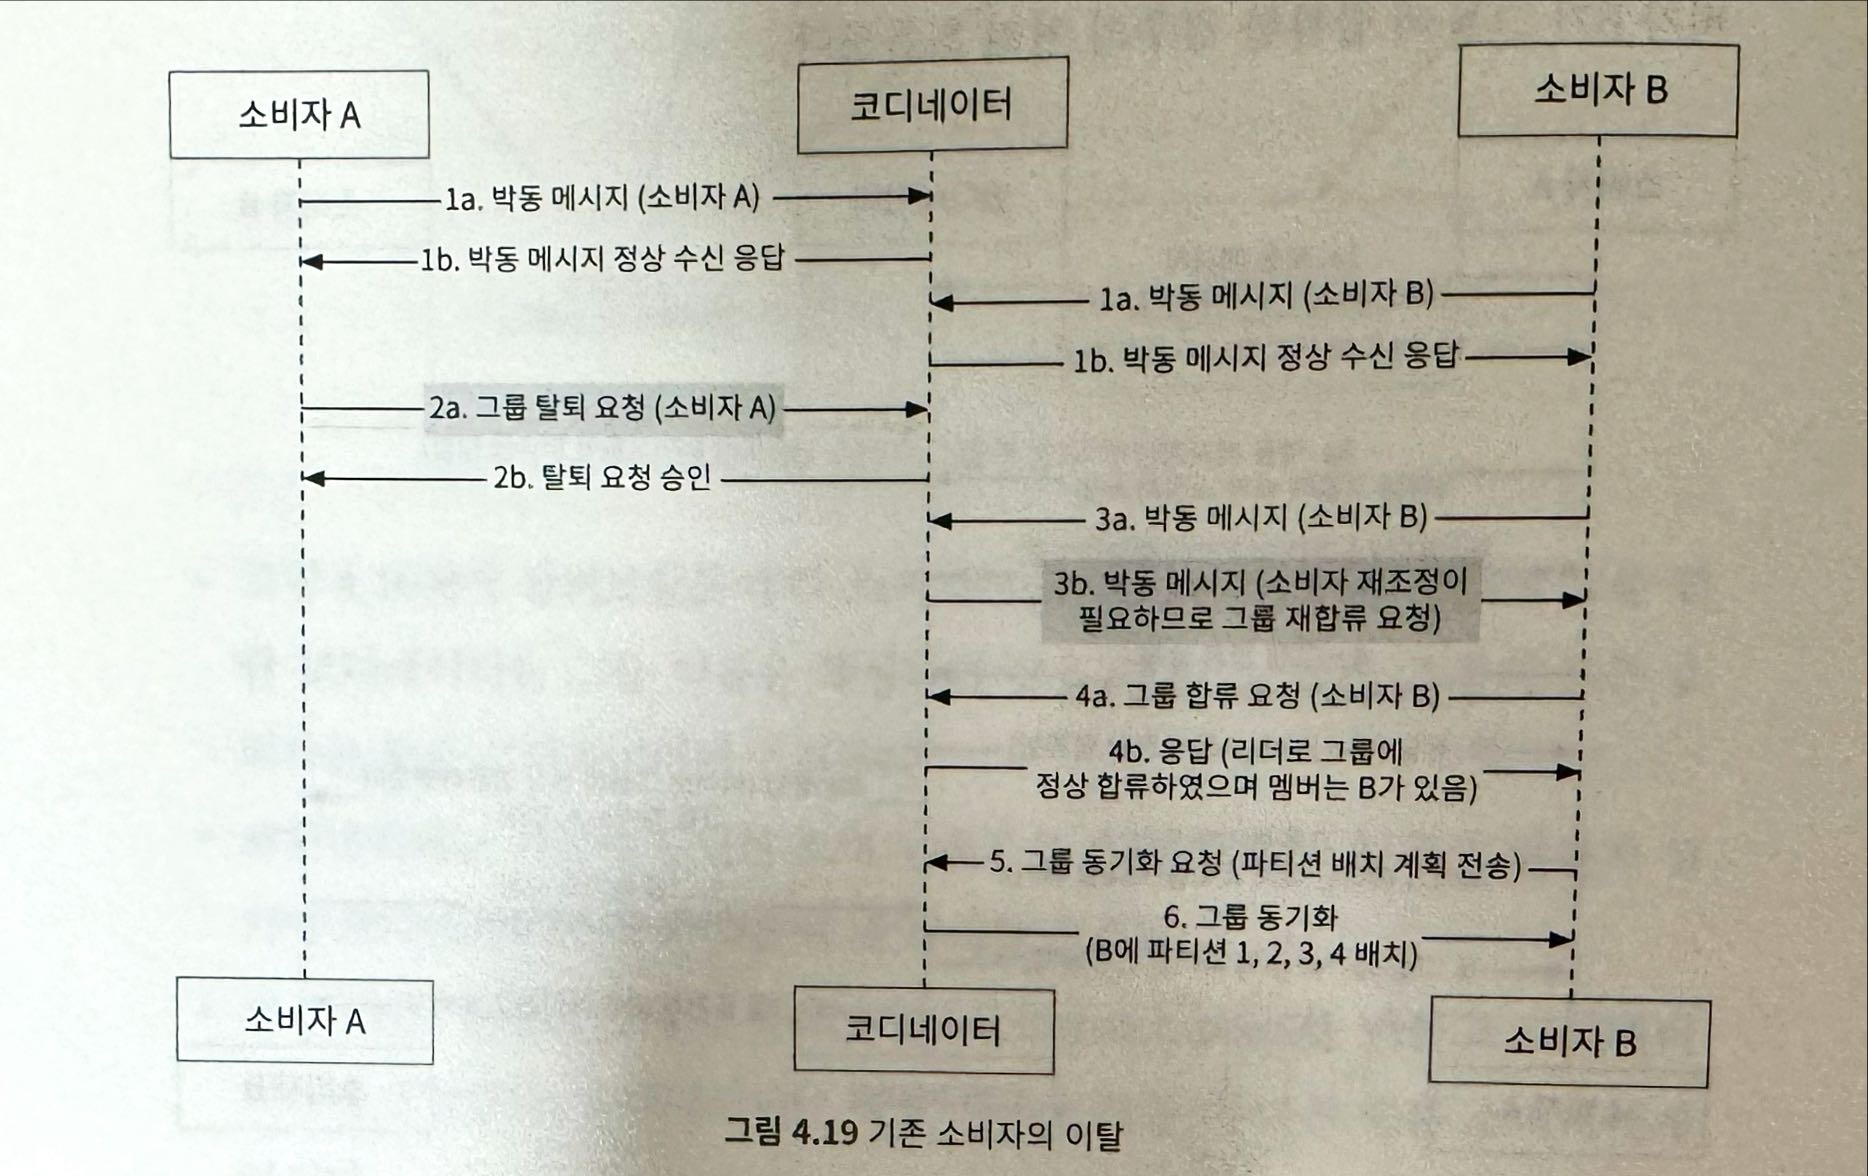 소비자 A
코디네이터
소비자 B
1a. 박동 메시지 (소비자 A)
1b. 박동 메시지 정상 수신 응답
1a. 박동 메시지 (소비자 B)
1b. 박동 메시지 정상 수신 응답
2a. 그룹 탈퇴 요청 (소비자 A)
2b. 탈퇴 요청 승인
3a. 박동 메시지 (소비자 B)
3b. 박동 메시지 (소비자 재조정이
필요하므로 그룹 재합류 요청)
4a. 그룹 합류 요청 (소비자 B)
4b. 응답 (리더로 그룹에
정상 합류하였으며 멤버는 B가 있음)
5. 그룹 동기화 요청 (파티션 배치 계획 전송)
6. 그룹 동기화
(B에 파티션 1, 2, 3, 4 배치)
소비자 A
코디네이터
소비자 B
그림 4.19 기존 소비자의 이탈